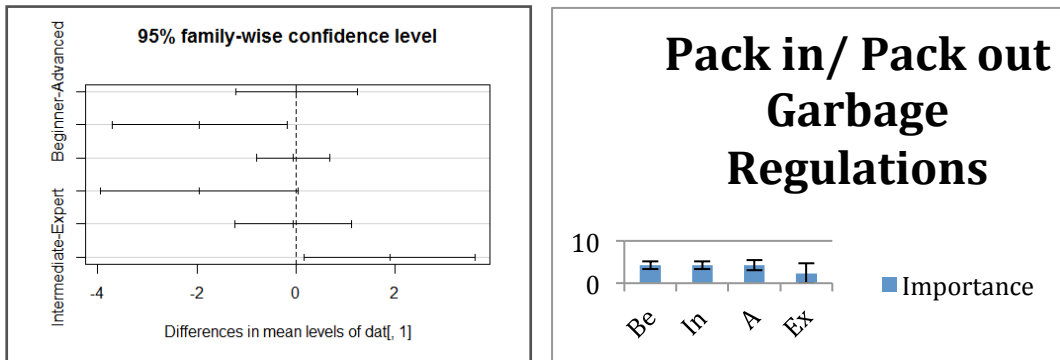 95% family-wise confidence level
Beginner-Advanced
Intermediate-Expert
-4 -2 0 2
Differences in mean levels of dat[, 1]
Pack in/ Pack out
Garbage
Regulations
10
0
Be In A Ex
Importance